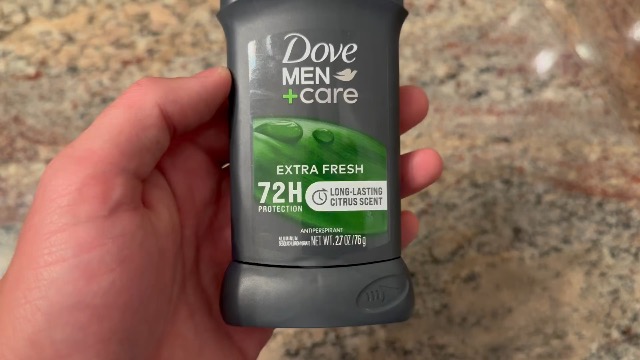 Dove
MEN
+care
EXTRA FRESH
72H
PROTECTION
LONG-LASTING
CITRUS SCENT
ANTIPERSPIRANT
NET WT. 2.7 OZ/76g